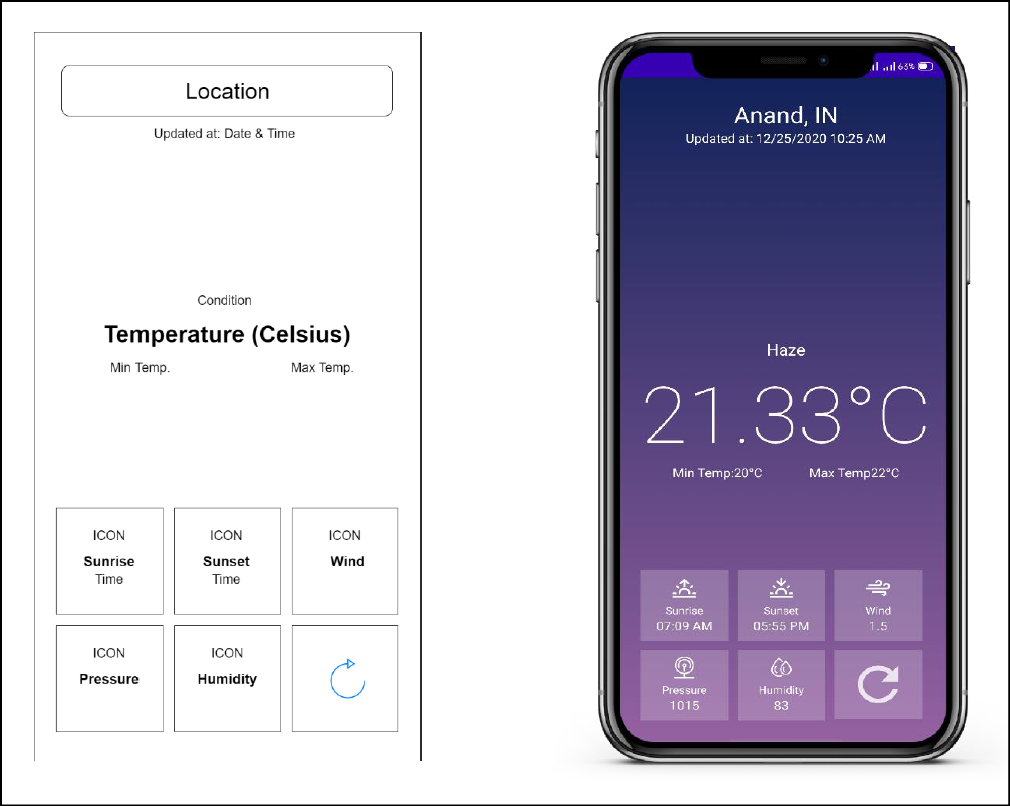 Location
Updated at: Date & Time
Condition
Temperature (Celsius)
Min Temp. Max Temp.
ICON ICON ICON
Sunrise Sunset Wind
Time Time
ICON ICON
Pressure Humidity
63%
Anand, IN
Updated at: 12/25/2020 10:25 AM
Haze
21.33°C
Min Temp:20°C Max Temp22°C
Sunrise Sunset Wind
07:09 AM 05:55 PM 1.5
Pressure Humidity
1015 83